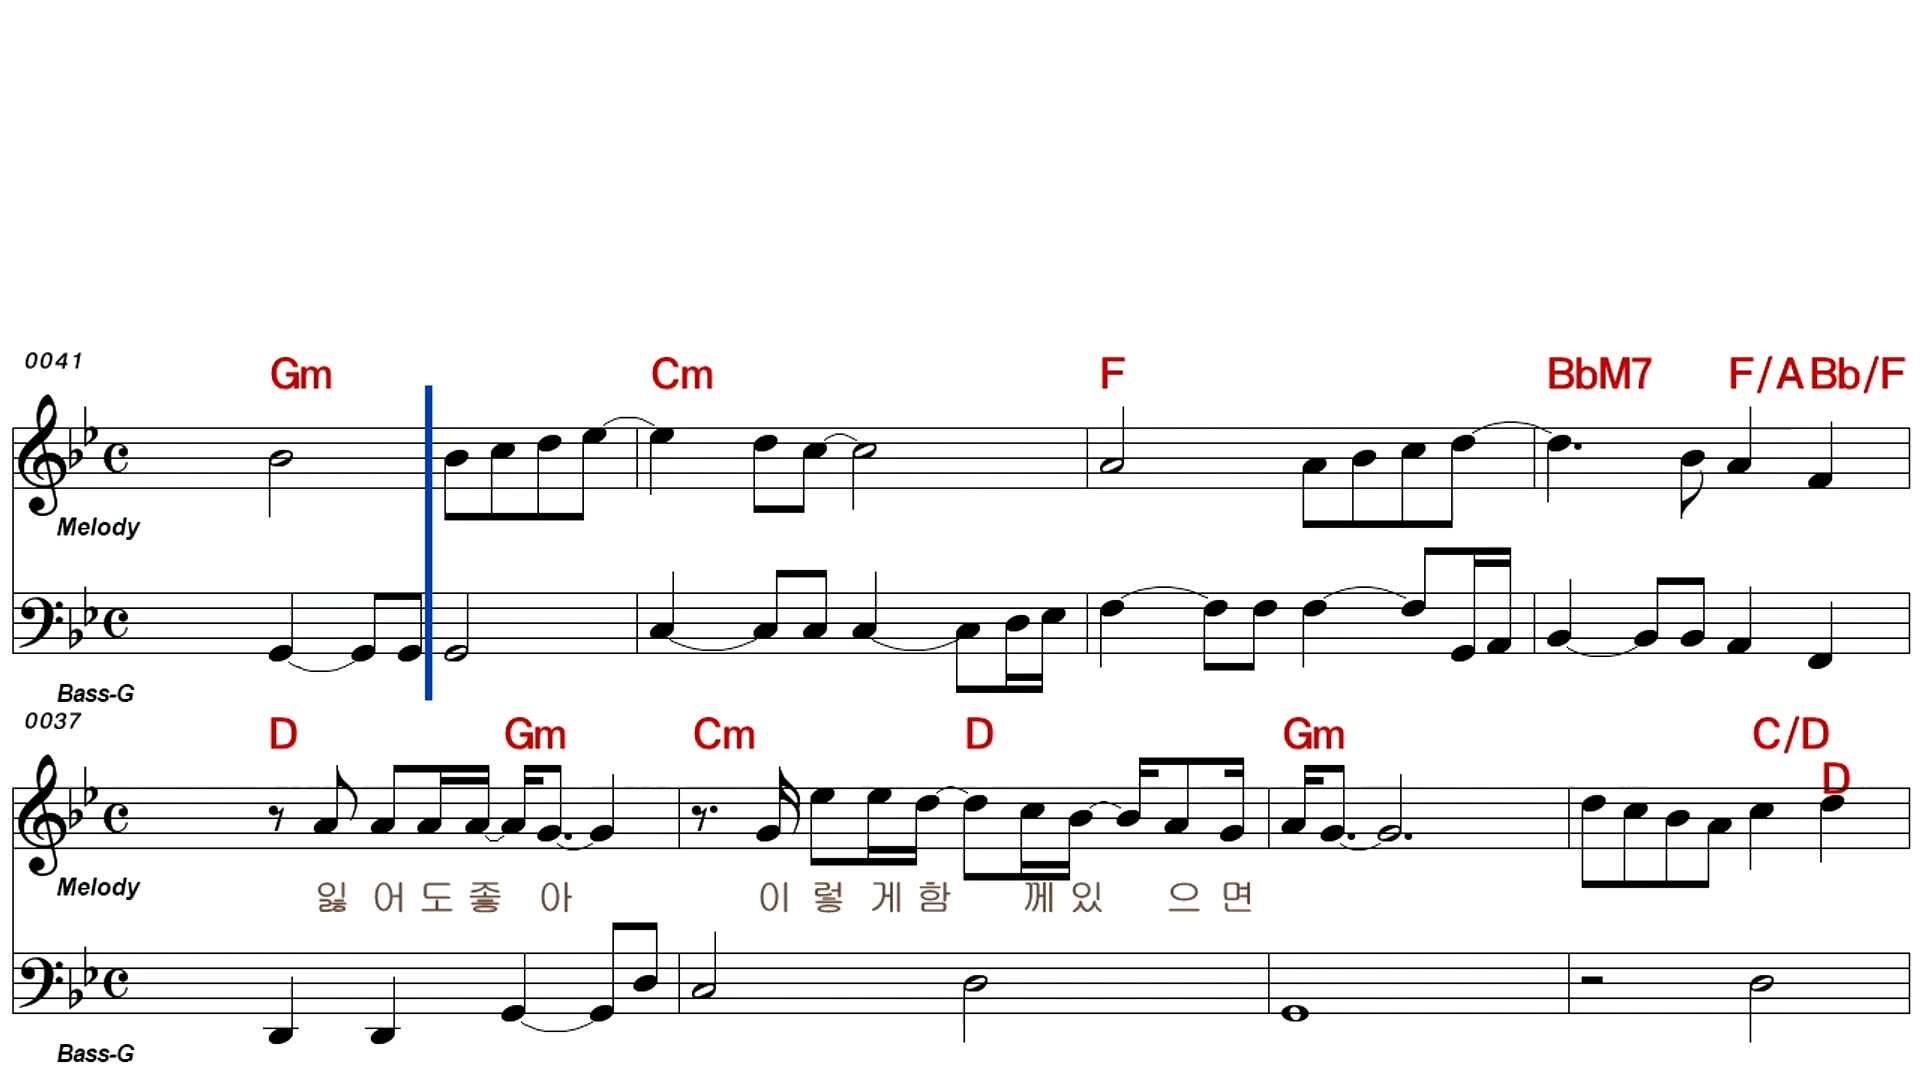 0041
Gm Cm F BbM7 F/A Bb/F
Melody
Bass-G
0037
D Gm Cm D Gm C/D
D
Melody
잃 어 도 좋 아 이 렇 게 함 께 있 으 면
Bass-G